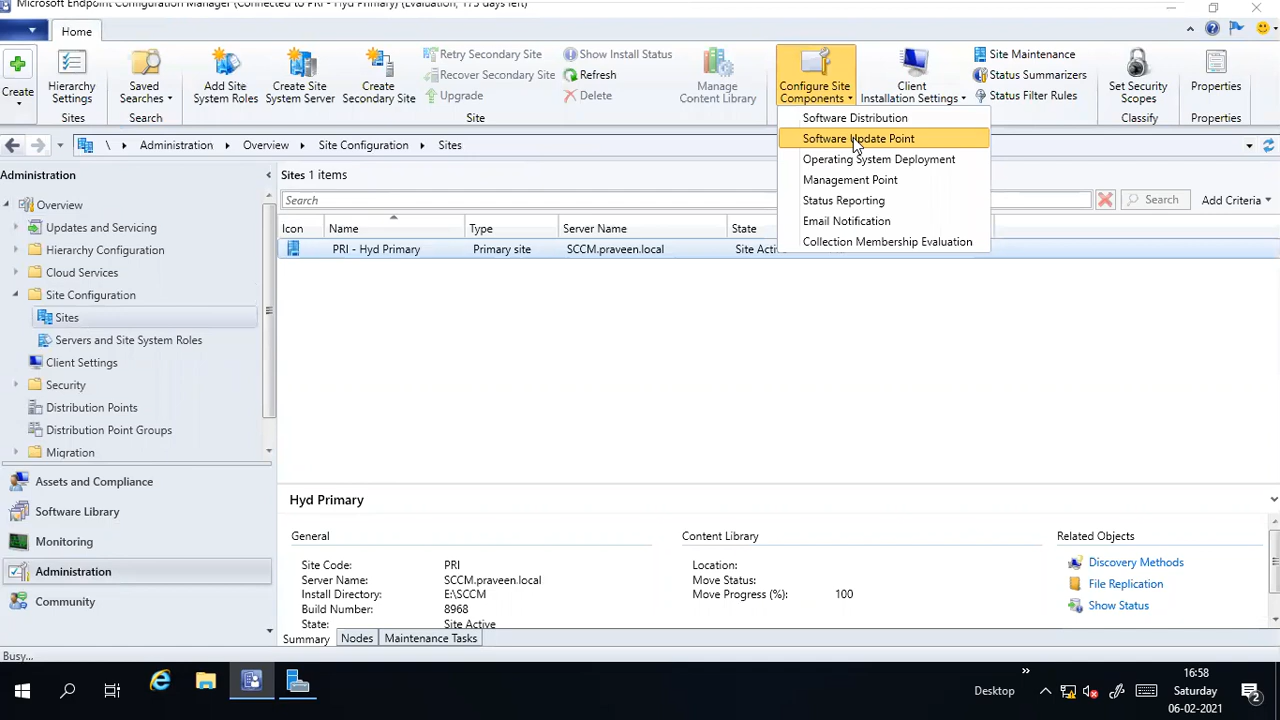 Microsoft Endpoint Configuration Manager (Connected to PRI - Hyd Primary) (Evaluation, 175 days left)
Home
Create
Hierarchy Settings
Sites
Saved Searches
Search
Add Site System Roles
Create Site System Server
Create Secondary Site
Retry Secondary Site
Recover Secondary Site
Upgrade
Show Install Status
Refresh
Delete
Site
Manage Content Library
Configure Site Components
Client Installation Settings
Site Maintenance
Status Summarizers
Status Filter Rules
Set Security Scopes
Classify
Properties
Properties
Software Distribution
Software Update Point
Operating System Deployment
Management Point
Status Reporting
Email Notification
Collection Membership Evaluation
\ Administration Overview Site Configuration Sites
Administration
Overview
Updates and Servicing
Hierarchy Configuration
Cloud Services
Site Configuration
Sites
Servers and Site System Roles
Client Settings
Security
Distribution Points
Distribution Point Groups
Migration
Assets and Compliance
Software Library
Monitoring
Administration
Community
Sites 1 items
Search
Search
Add Criteria
Icon Name Type Server Name State
PRI - Hyd Primary Primary site SCCM.praveen.local Site Active
Hyd Primary
General
Site Code: PRI
Server Name: SCCM.praveen.local
Install Directory: E:\SCCM
Build Number: 8968
State: Site Active
Content Library
Location:
Move Status:
Move Progress (%): 100
Related Objects
Discovery Methods
File Replication
Show Status
Summary Nodes Maintenance Tasks
Busy...
Desktop
16:58
Saturday
06-02-2021
2